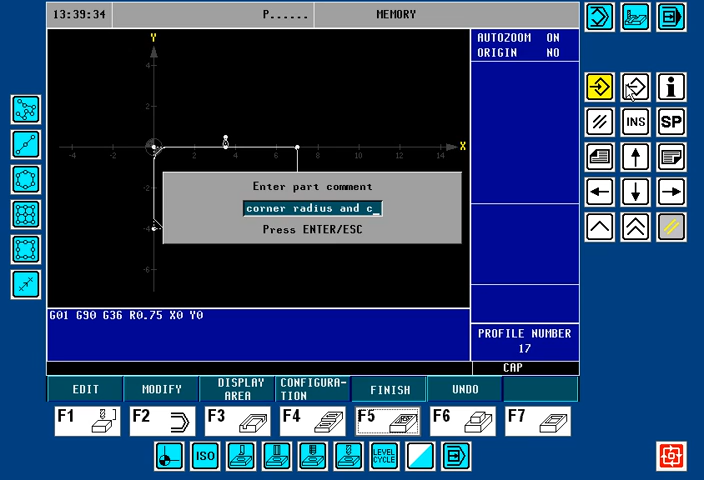 13:39:34 P...... MEMORY
AUTOZOOM ON
ORIGIN NO
Y
4
2
-4 -2 2 4 6 8 10 12 14 X
-2
-4
-6
Enter part comment
corner radius and c_
Press ENTER/ESC
G01 G90 G36 R0.75 X0 Y0
PROFILE NUMBER
17
CAP
EDIT MODIFY DISPLAY AREA CONFIGURA-TION FINISH UNDO
F1 F2 F3 F4 F5 F6 F7
ISO LEVEL CYCLE
INS SP